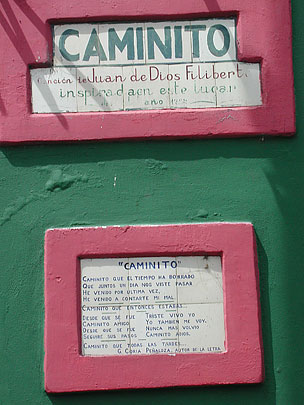 CAMINITO
Canción de Juan de Dios Filiberto
inspirada en este lugar
año
"CAMINITO"
CAMINITO QUE EL TIEMPO HA BORRADO
QUE JUNTOS UN DIA NOS VISTE PASAR
HE VENIDO POR ULTIMA VEZ,
HE VENIDO A CONTARTE MI MAL
CAMINITO QUE ENTONCES ESTABAS
DESDE QUE SE FUE TRISTE VIVO YO
CAMINITO AMIGO YO TAMBIEN ME VOY.
DESDE QUE SE FUE NUNCA MAS VOLVIO
SEGUIRE SUS PASOS CAMINITO ADIOS.
CAMINITO QUE TODAS LAS TARDES
G. CORIA PEÑALOZA, AUTOR DE LA LETRA